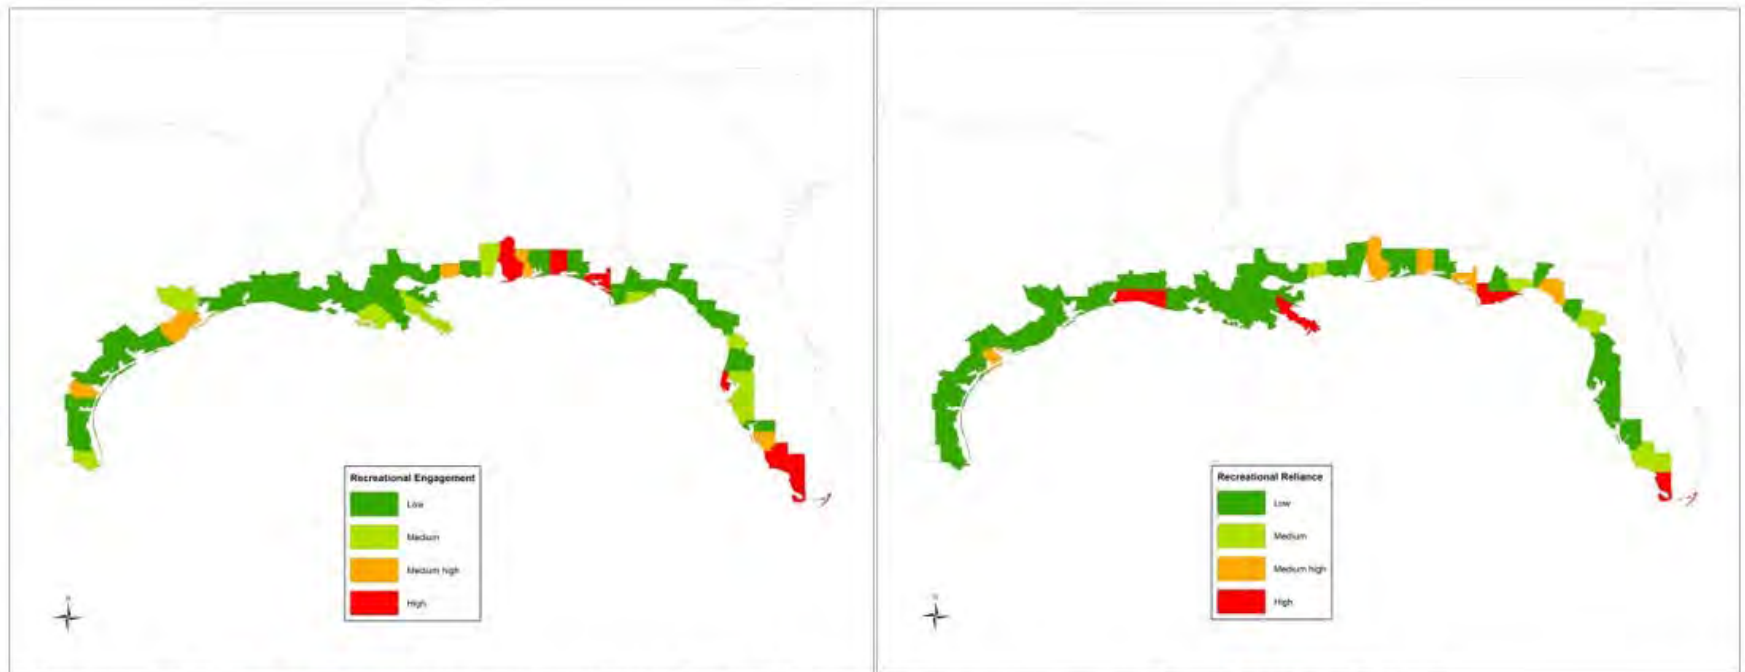 Recreational Engagement
Low
Medium
Medium high
High
N
Recreational Reliance
Low
Medium
Medium high
High
N